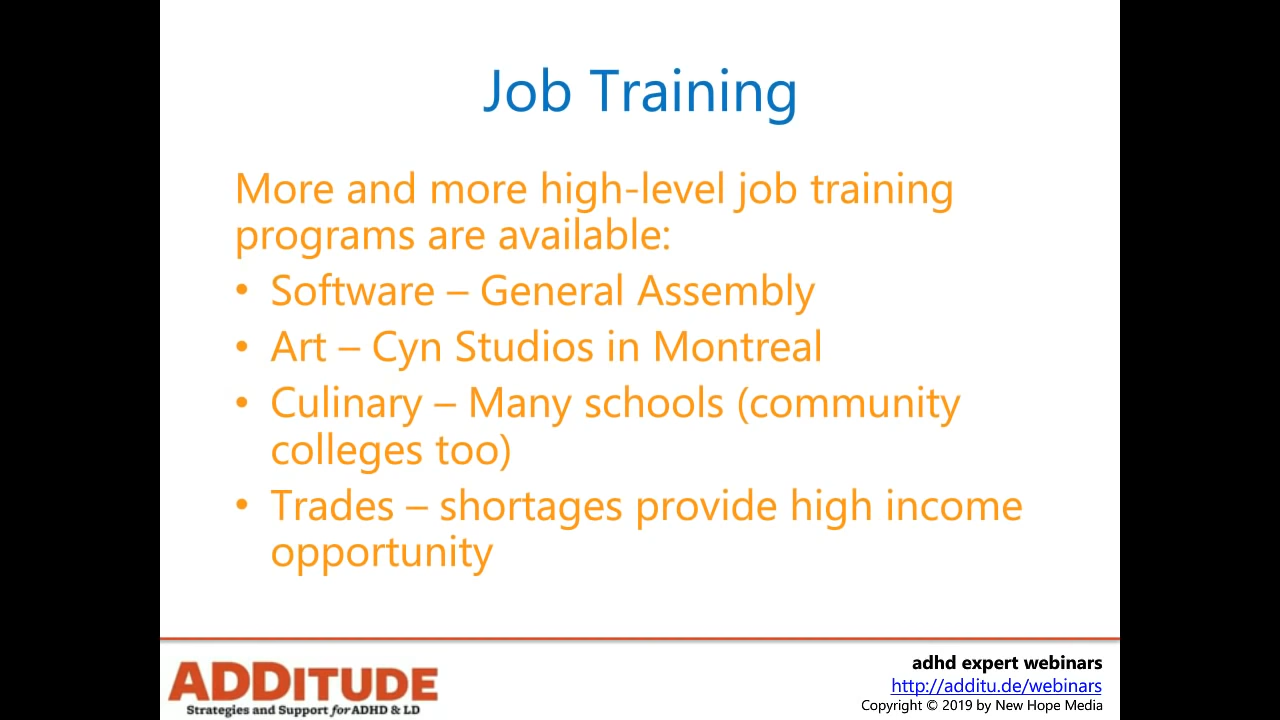 Job Training
More and more high-level job training
programs are available:
• Software – General Assembly
• Art – Cyn Studios in Montreal
• Culinary – Many schools (community
colleges too)
• Trades – shortages provide high income
opportunity
ADDITUDE
Strategies and Support for ADHD & LD
adhd expert webinars
http://additu.de/webinars
Copyright © 2019 by New Hope Media